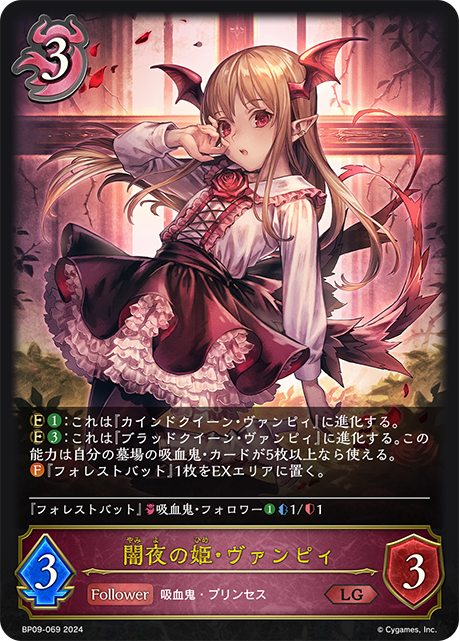 3
E 1：これは『カインドクイーン・ヴァンピィ』に進化する。
E 3：これは『ブラッドクイーン・ヴァンピィ』に進化する。この
能力は自分の墓場の吸血鬼・カードが5枚以上なら使える。
F『フォレストバット』1枚をEXエリアに置く。
『フォレストバット』吸血鬼・フォロワー 1 1/1
やみよ ひめ
闇夜の姫・ヴァンピィ
3
Follower 吸血鬼・プリンセス
LG
3
BP09-069 2024
© Cygames, Inc.